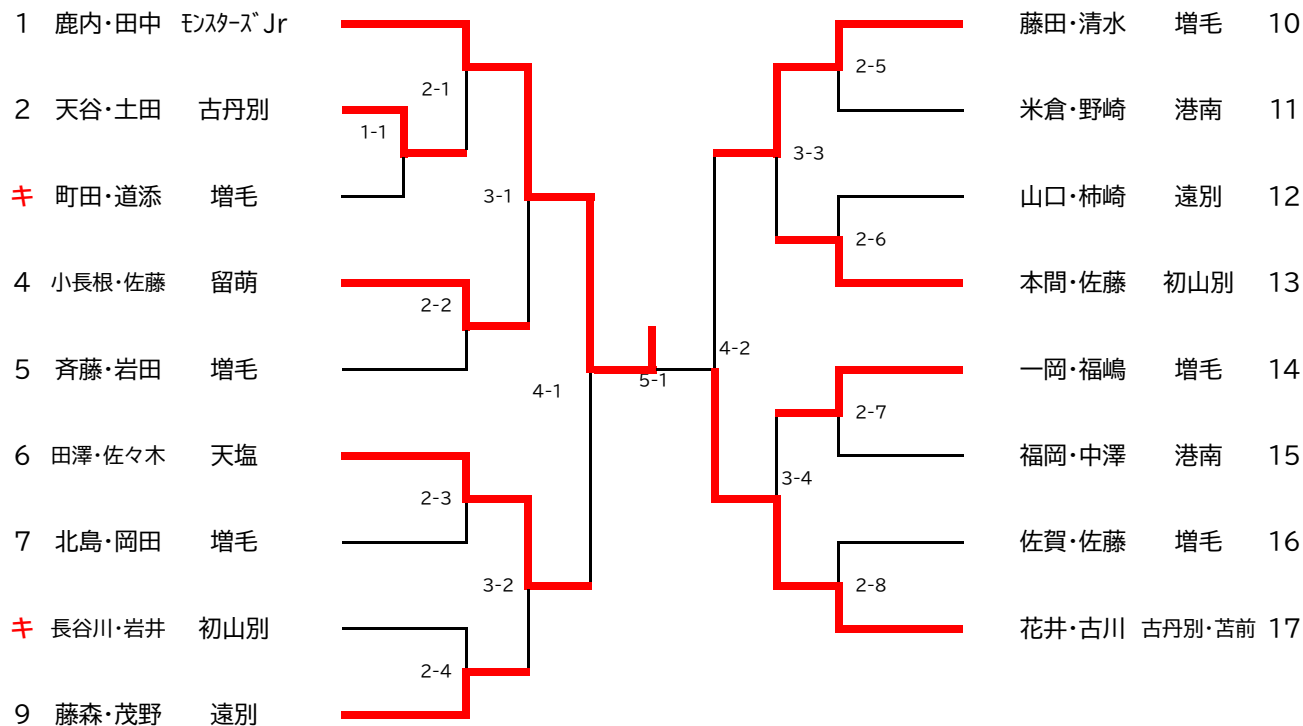 1 鹿内・田中 ﾓﾝｽﾀｰｽﾞJr
2 天谷・土田 古丹別
キ 町田・道添 増毛
4 小長根・佐藤 留萌
5 斉藤・岩田 増毛
6 田澤・佐々木 天塩
7 北島・岡田 増毛
キ 長谷川・岩井 初山別
9 藤森・茂野 遠別
2-1
1-1
3-1
2-2
4-1
2-3
3-2
2-4
5-1
4-2
2-5
3-3
2-6
2-7
3-4
2-8
藤田・清水 増毛 10
米倉・野崎 港南 11
山口・柿崎 遠別 12
本間・佐藤 初山別 13
一岡・福嶋 増毛 14
福岡・中澤 港南 15
佐賀・佐藤 増毛 16
花井・古川 古丹別・苫前 17